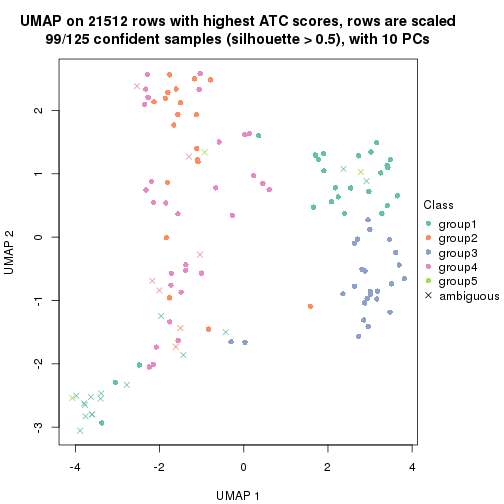 UMAP on 21512 rows with highest ATC scores, rows are scaled
99/125 confident samples (silhouette > 0.5), with 10 PCs
2
1
0
-1
-2
-3
UMAP 2
-4
-2
0
2
4
UMAP 1
Class
group1
group2
group3
group4
group5
ambiguous